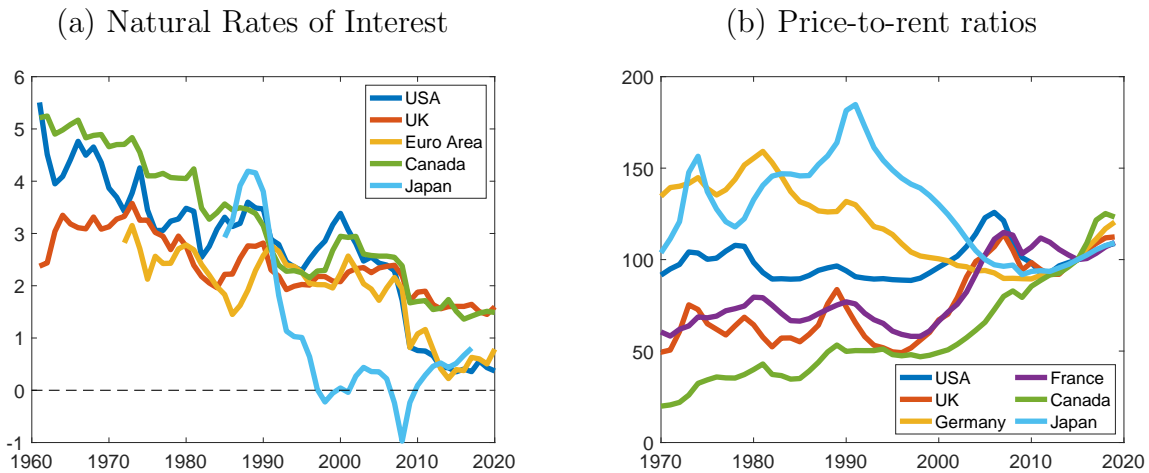 (a) Natural Rates of Interest
6
5
4
3
2
1
0
-1
1960 1970 1980 1990 2000 2010 2020
USA
UK
Euro Area
Canada
Japan
(b) Price-to-rent ratios
200
150
100
50
0
1970 1980 1990 2000 2010 2020
USA France
UK Canada
Germany Japan